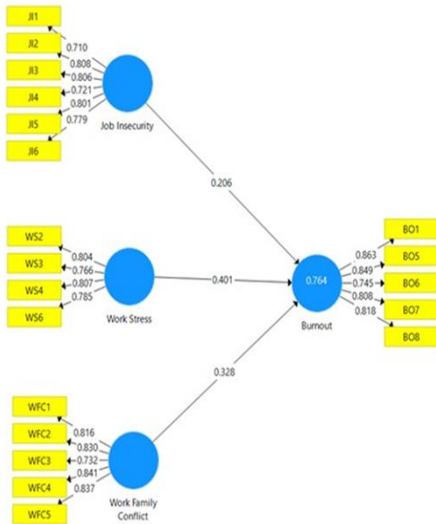 JI1
JI2
JI3
JI4
JI5
JI6
0.710
0.808
0.806
0.721
0.801
0.779
Job Insecurity
0.206
WS2
WS3
WS4
WS6
0.804
0.766
0.807
0.785
Work Stress
0.401
WFC1
WFC2
WFC3
WFC4
WFC5
0.816
0.830
0.732
0.841
0.837
Work Family
Conflict
0.328
0.764
Burnout
0.863
0.849
0.745
0.808
0.818
BO1
BO5
BO6
BO7
BO8